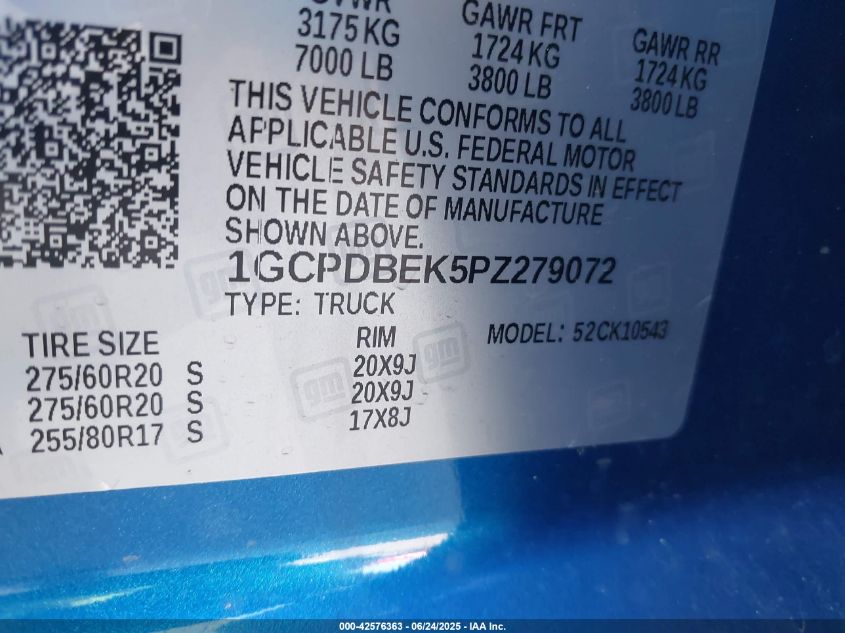 3175 KG
7000 LB
GAWR FRT
1724 KG
3800 LB
GAWR RR
1724 KG
3800 LB
THIS VEHICLE CONFORMS TO ALL
APPLICABLE U.S. FEDERAL MOTOR
VEHICLE SAFETY STANDARDS IN EFFECT
ON THE DATE OF MANUFACTURE
SHOWN ABOVE.
1GCPDBEK5PZ279072
TYPE: TRUCK
MODEL: 52CK10543
TIRE SIZE
RIM
275/60R20 S 20X9J
275/60R20 S 20X9J
255/80R17 S 17X8J
gm
gm
000-42576363 - 06/24/2025 - IAA Inc.